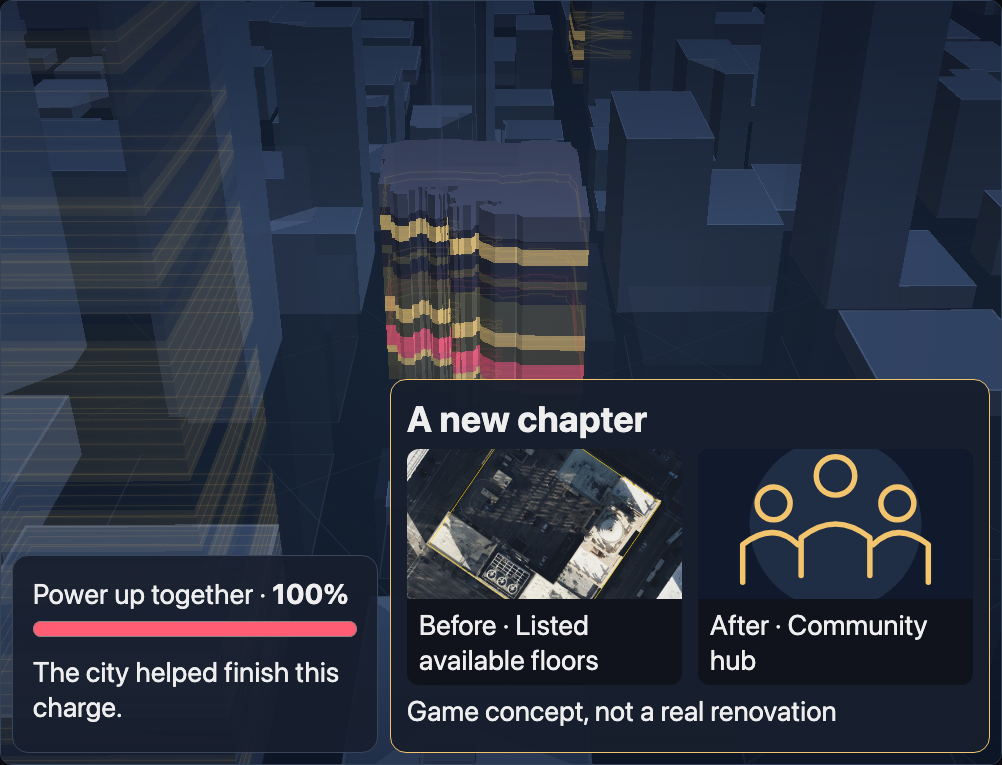 A new chapter
Before · Listed
available floors
After · Community
hub
Game concept, not a real renovation
Power up together · 100%
The city helped finish this
charge.